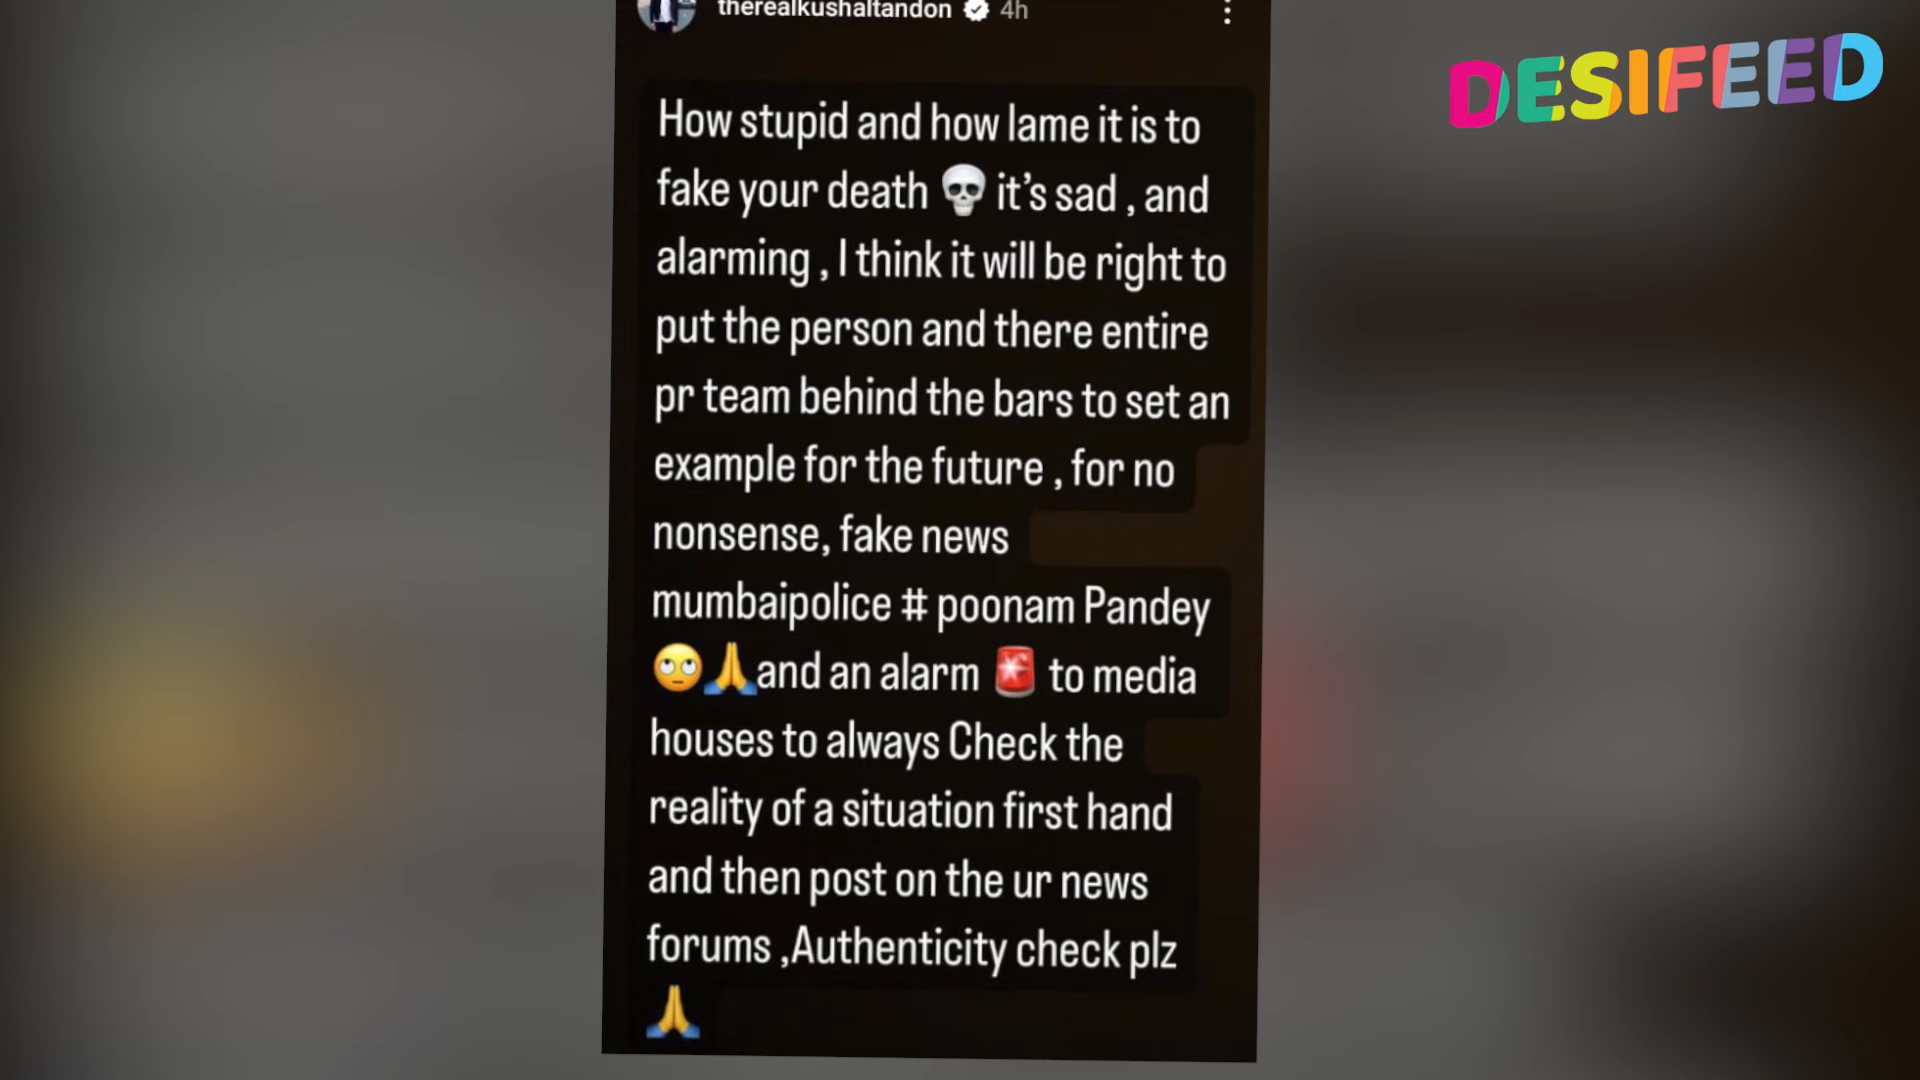 therealkushaltandon 4h
DESIFEED
How stupid and how lame it is to
fake your death 💀 it's sad , and
alarming , I think it will be right to
put the person and there entire
pr team behind the bars to set an
example for the future , for no
nonsense, fake news
mumbaipolice # poonam Pandey
🙄🙏and an alarm 🚨 to media
houses to always Check the
reality of a situation first hand
and then post on the ur news
forums ,Authenticity check plz
🙏